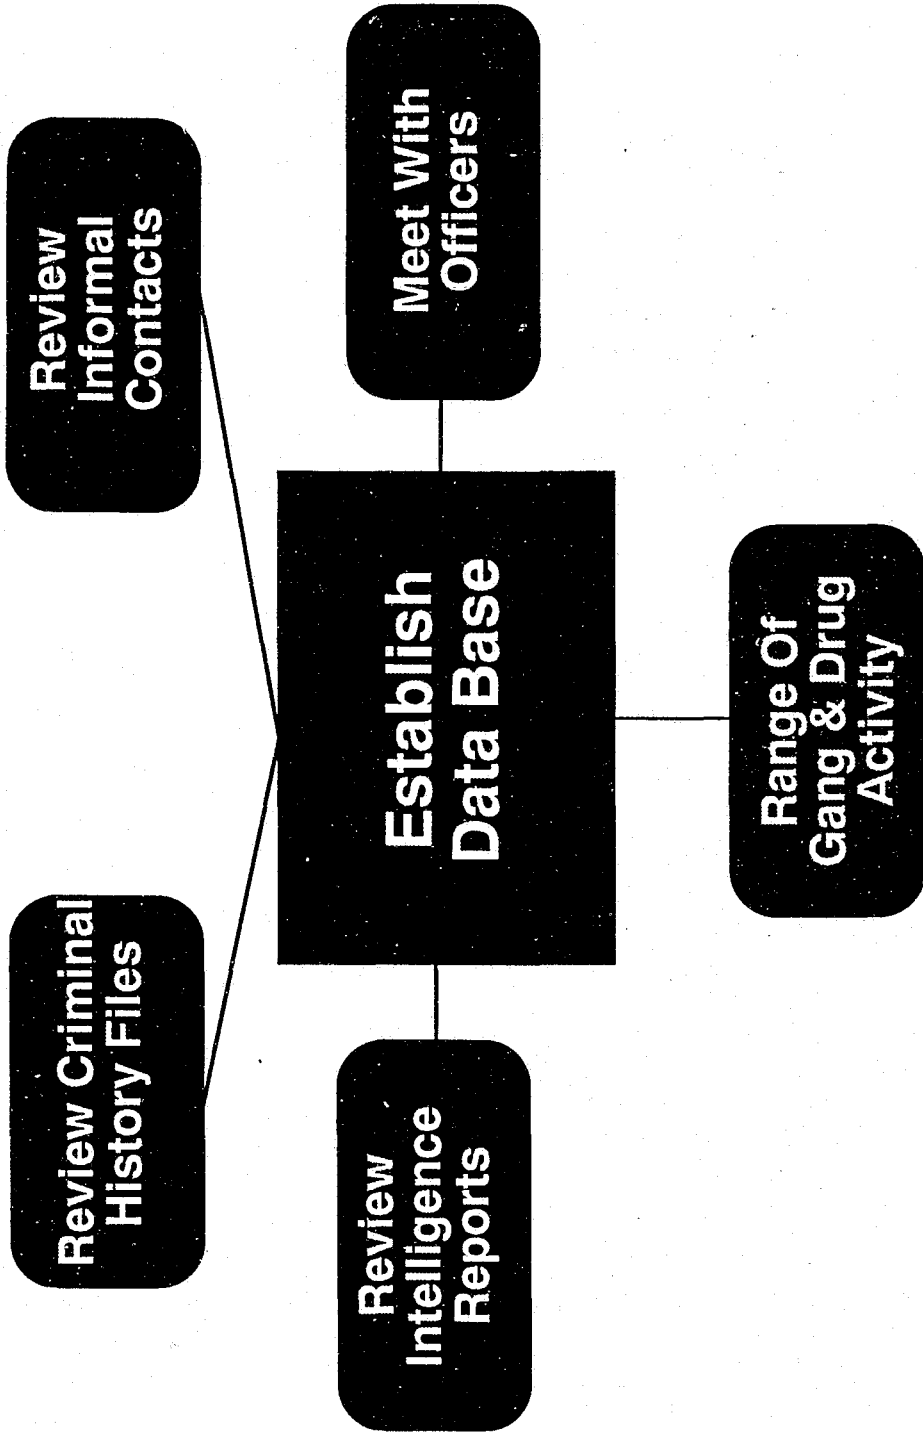 Review Criminal
History Files
Review
Informal
Contacts
Review
Intelligence
Reports
Establish
Data Base
Meet With
Officers
Range Of
Gang & Drug
Activity